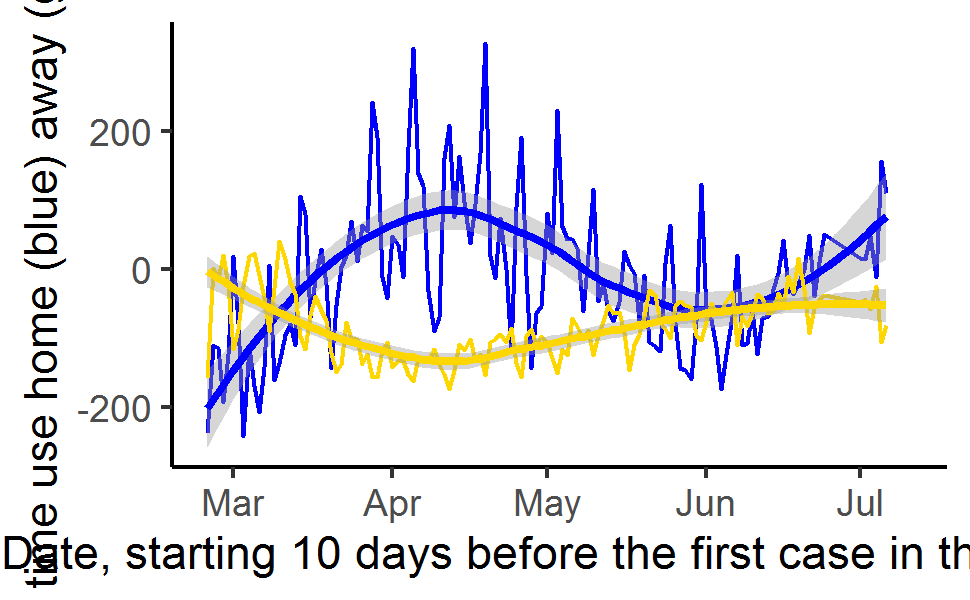 time use home (blue) away (
200
0
-200
Mar Apr May Jun Jul
Date, starting 10 days before the first case in th